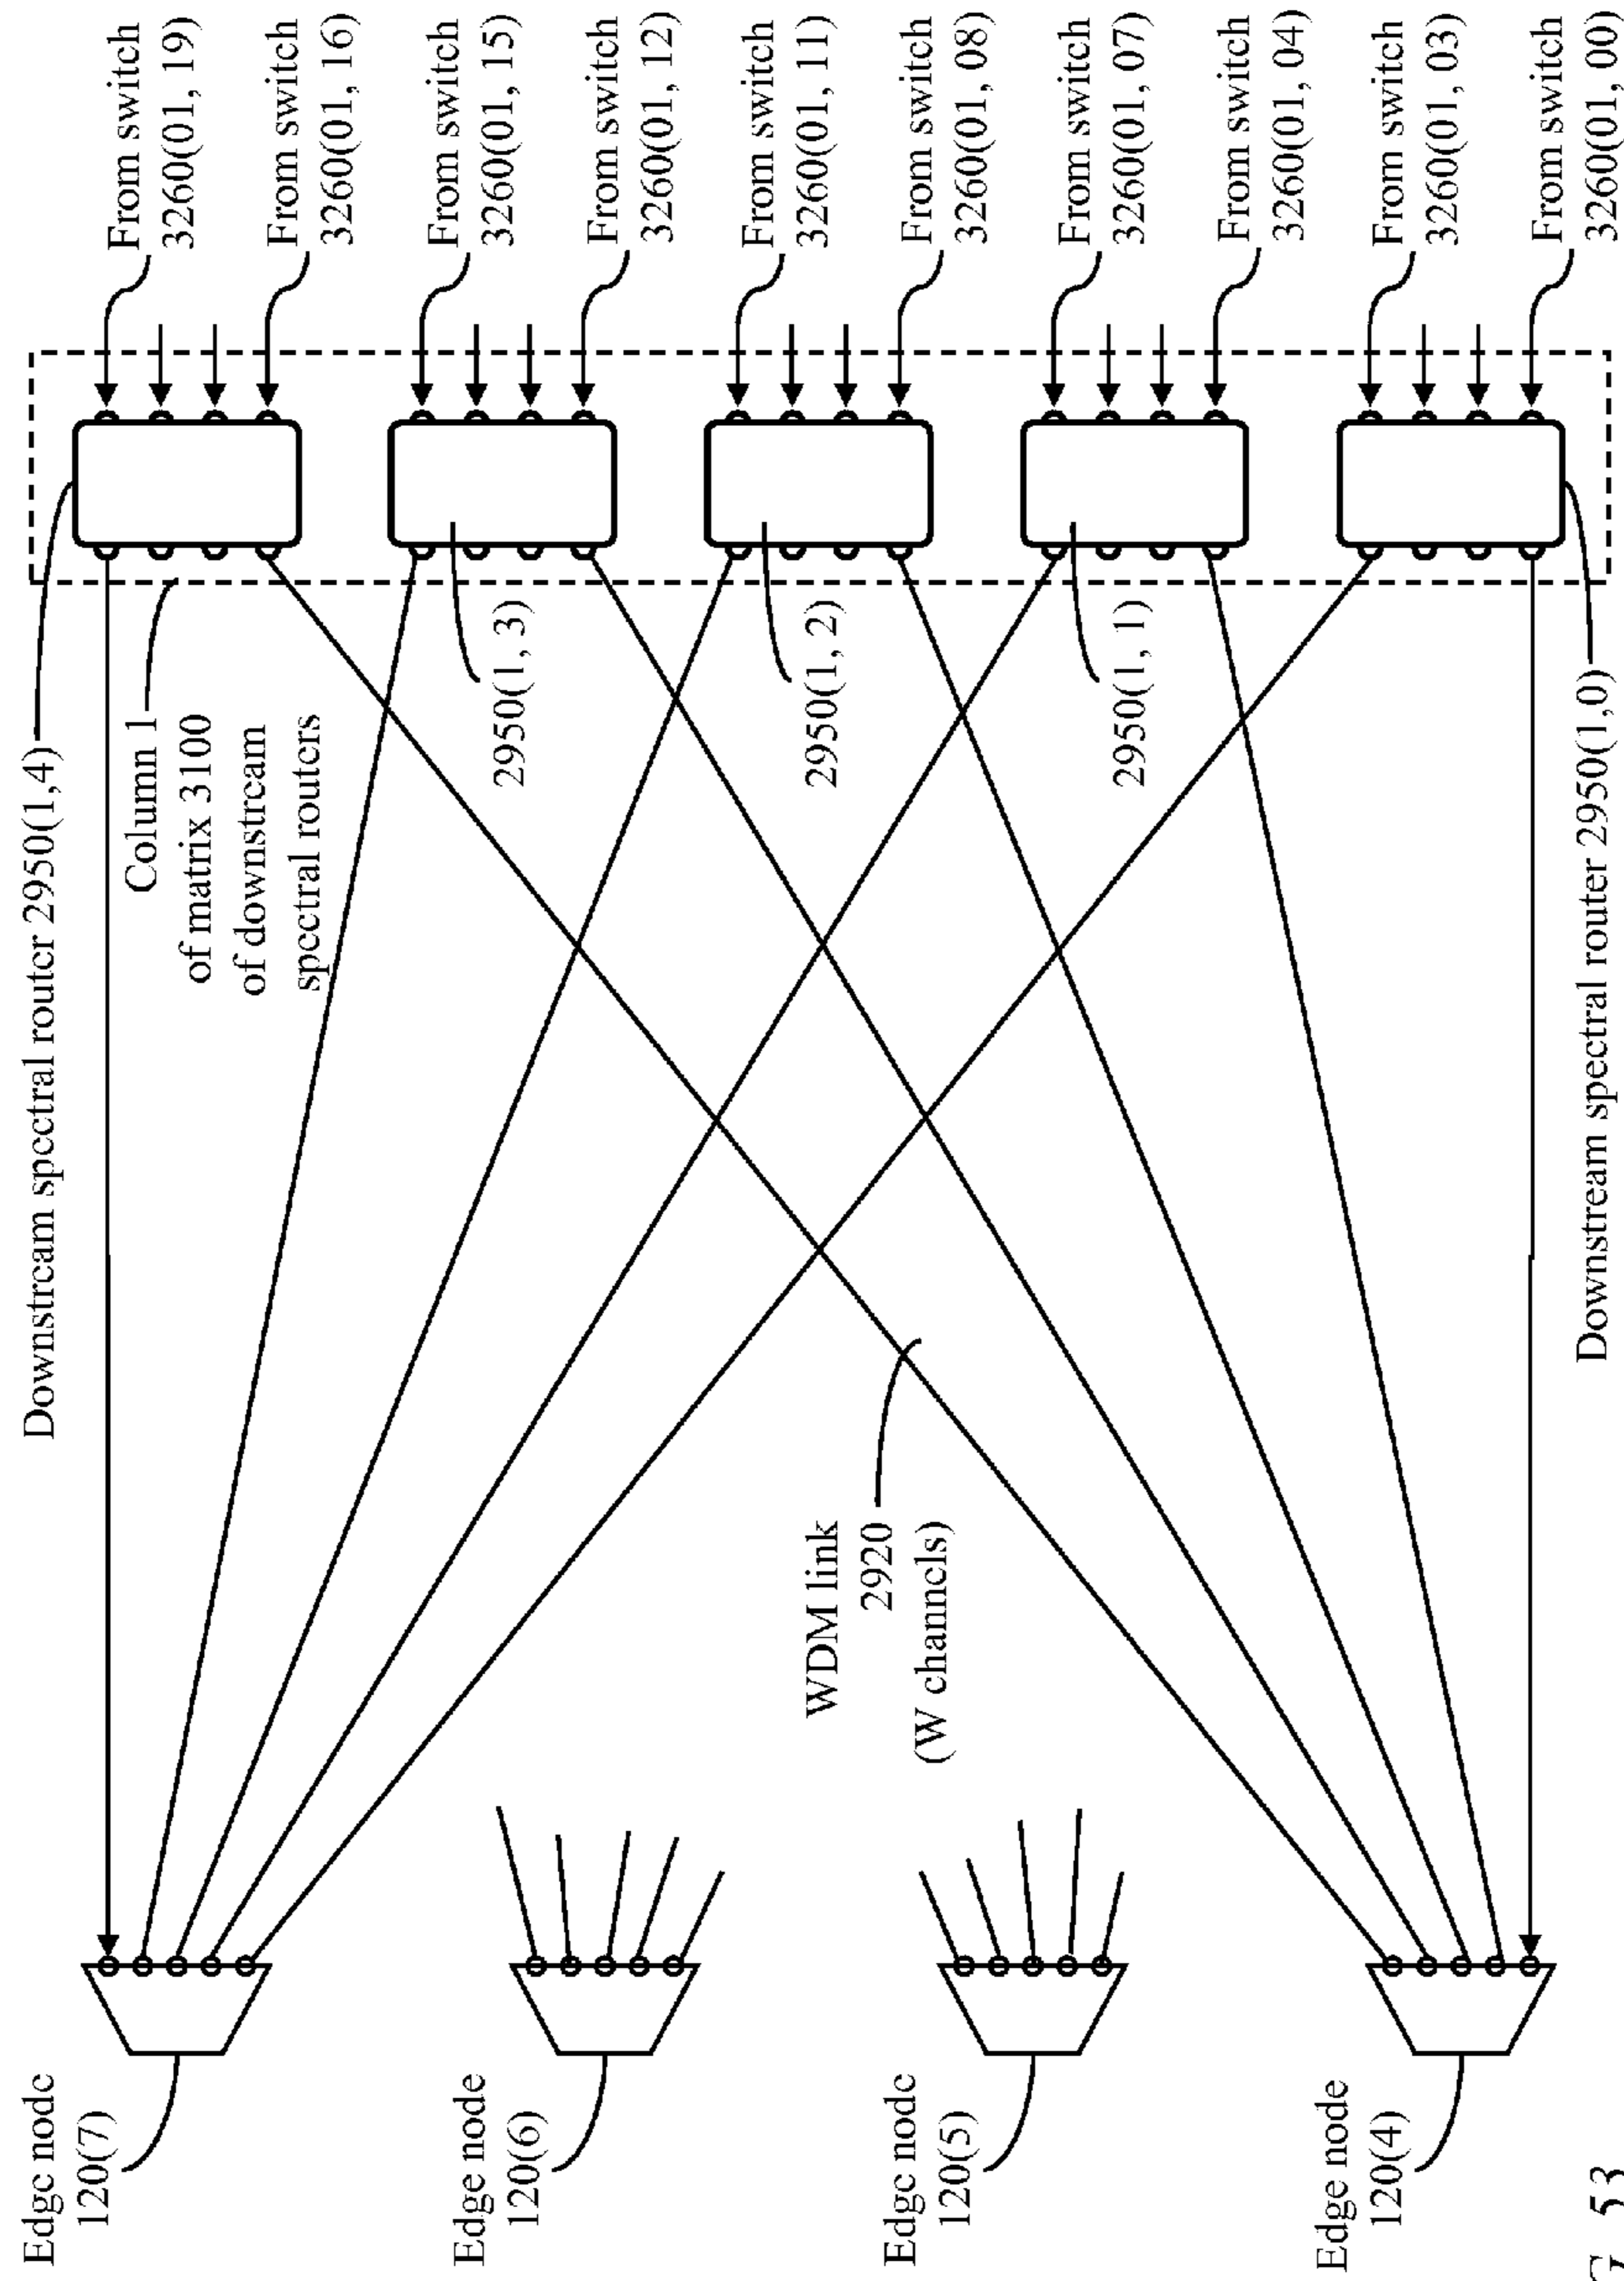 Downstream spectral router 2950(1,4)
Column 1
of matrix 3100
of downstream
spectral routers
From switch
3260(01, 19)
From switch
3260(01, 16)
From switch
3260(01, 15)
From switch
3260(01, 12)
From switch
3260(01, 11)
From switch
3260(01, 08)
From switch
3260(01, 07)
From switch
3260(01, 04)
From switch
3260(01, 03)
From switch
3260(01, 00)
2950(1, 3)
2950(1, 2)
2950(1, 1)
WDM link
2920
(W channels)
Edge node
120(7)
Edge node
120(6)
Edge node
120(5)
Edge node
120(4)
Downstream spectral router 2950(1,0)
G. 53